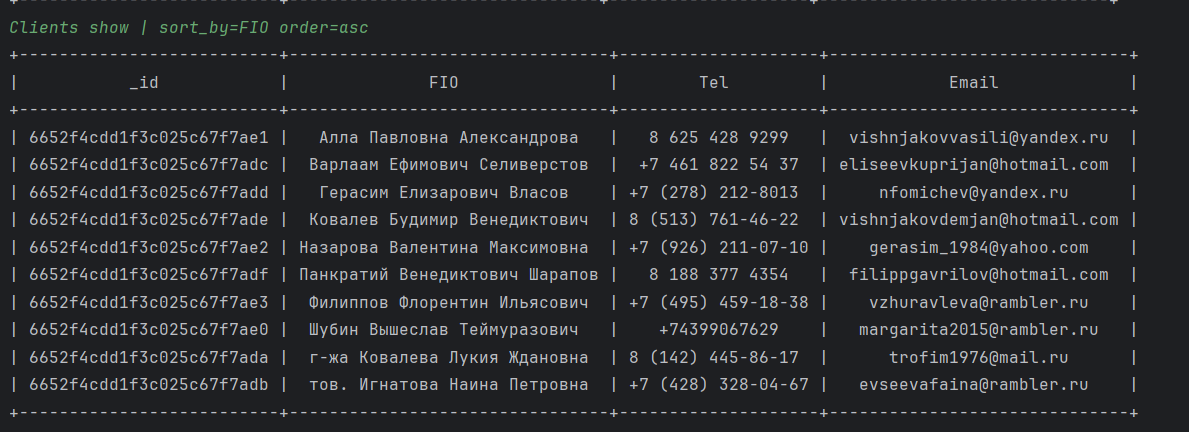 Clients show | sort_by=FIO order=asc
+--------------------------+--------------------------------+--------------------+------------------------------+
| _id | FIO | Tel | Email |
+--------------------------+--------------------------------+--------------------+------------------------------+
| 6652f4cdd1f3c025c67f7ae1 | Алла Павловна Александрова | 8 625 428 9299 | vishnjakovvasili@yandex.ru |
| 6652f4cdd1f3c025c67f7adc | Варлаам Ефимович Селиверстов | +7 461 822 54 37 | eliseevkuprijan@hotmail.com |
| 6652f4cdd1f3c025c67f7add | Герасим Елизарович Власов | +7 (278) 212-8013 | nfomichev@yandex.ru |
| 6652f4cdd1f3c025c67f7ade | Ковалев Будимир Венедиктович | 8 (513) 761-46-22 | vishnjakovdemjan@hotmail.com |
| 6652f4cdd1f3c025c67f7ae2 | Назарова Валентина Максимовна | +7 (926) 211-07-10 | gerasim_1984@yahoo.com |
| 6652f4cdd1f3c025c67f7adf | Панкратий Венедиктович Шарапов | 8 188 377 4354 | filippgavrilov@hotmail.com |
| 6652f4cdd1f3c025c67f7ae3 | Филиппов Флорентин Ильясович | +7 (495) 459-18-38 | vzhuravleva@rambler.ru |
| 6652f4cdd1f3c025c67f7ae0 | Шубин Вышеслав Теймуразович | +74399067629 | margarita2015@rambler.ru |
| 6652f4cdd1f3c025c67f7ada | г-жа Ковалева Лукия Ждановна | 8 (142) 445-86-17 | trofim1976@mail.ru |
| 6652f4cdd1f3c025c67f7adb | тов. Игнатова Наина Петровна | +7 (428) 328-04-67 | evseevafaina@rambler.ru |
+--------------------------+--------------------------------+--------------------+------------------------------+